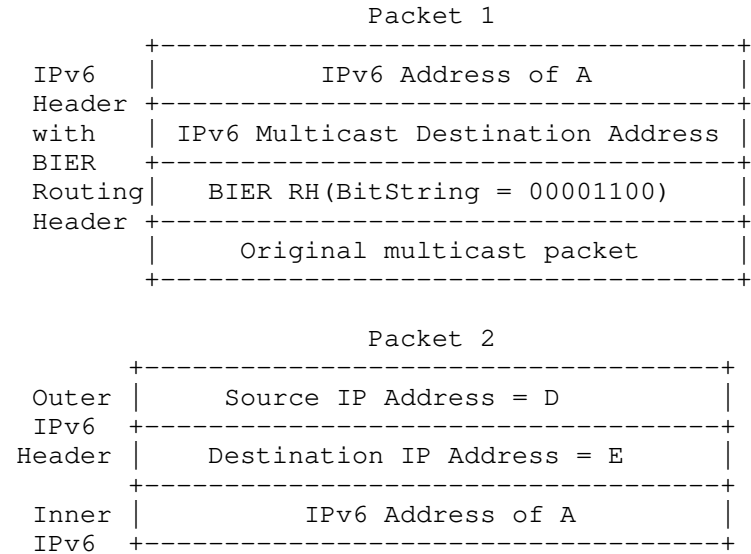 Packet 1
        +------------------------------------+
 IPv6   |          IPv6 Address of A         |
 Header +------------------------------------+
 with   | IPv6 Multicast Destination Address |
 BIER   +------------------------------------+
 Routing|   BIER RH(BitString = 00001100)    |
 Header +------------------------------------+
        |     Original multicast packet      |
        +------------------------------------+

                      Packet 2
       +------------------------------------+
 Outer |     Source IP Address = D          |
 IPv6  +------------------------------------+
Header |    Destination IP Address = E      |
       +------------------------------------+
 Inner |          IPv6 Address of A         |
 IPv6  +------------------------------------+